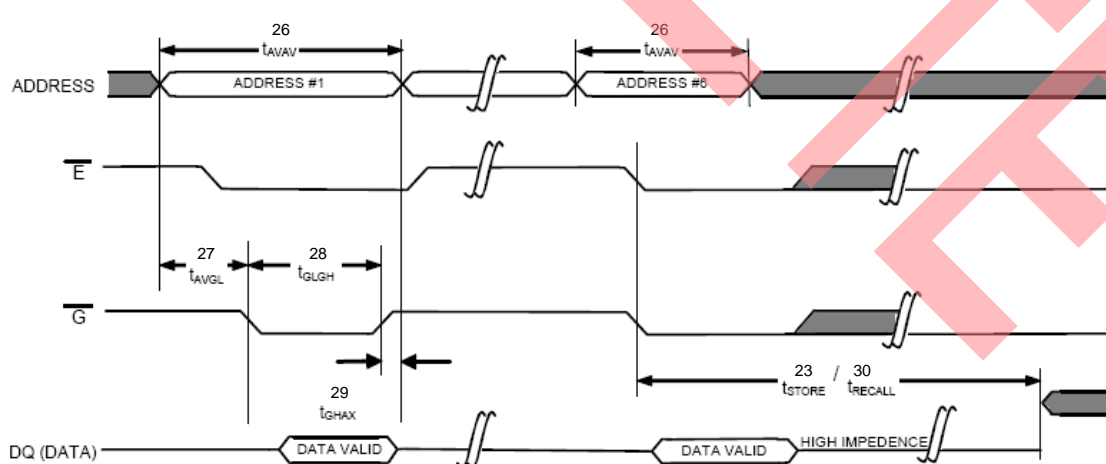 26
tAVAV
26
tAVAV
ADDRESS
ADDRESS #1
ADDRESS #6
E
27
tAVGL
28
tGLGH
G
23 / 30
tSTORE tRECALL
29
tGHAX
DQ (DATA)
DATA VALID
DATA VALID
HIGH IMPEDENCE